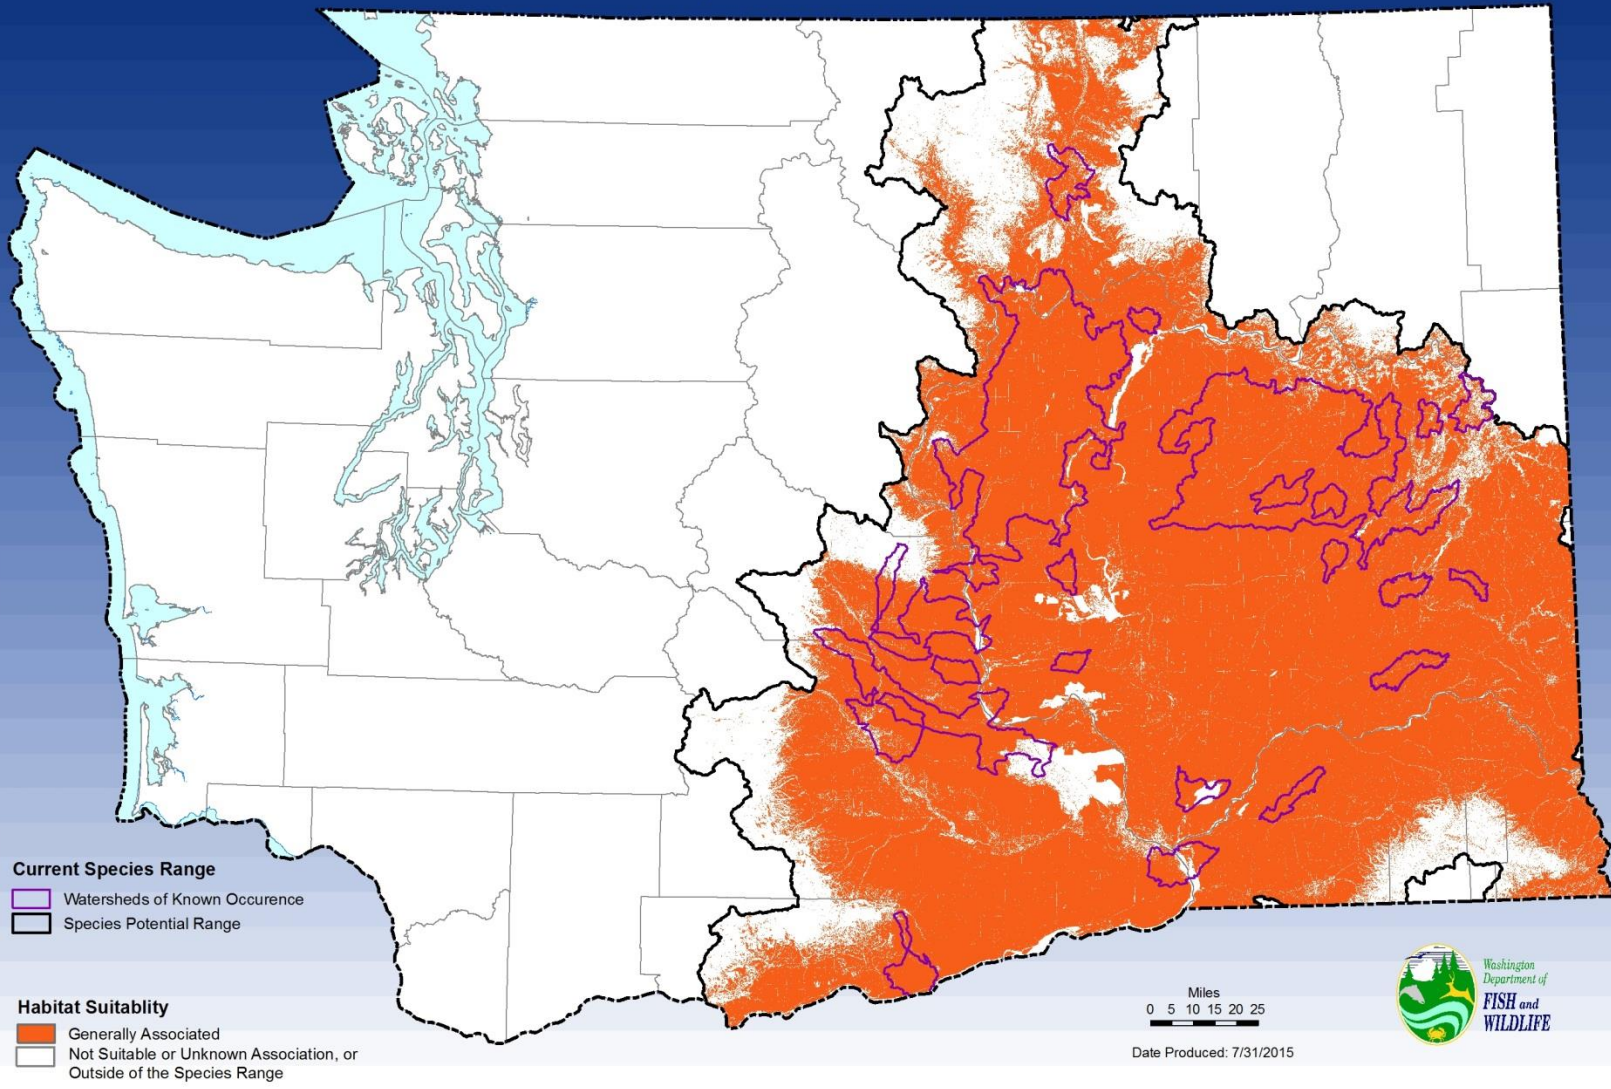 Current Species Range
Watersheds of Known Occurence
Species Potential Range
Habitat Suitablity
Generally Associated
Not Suitable or Unknown Association, or
Outside of the Species Range
Miles
0 5 10 15 20 25
Date Produced: 7/31/2015
Washington
Department of
FISH and
WILDLIFE